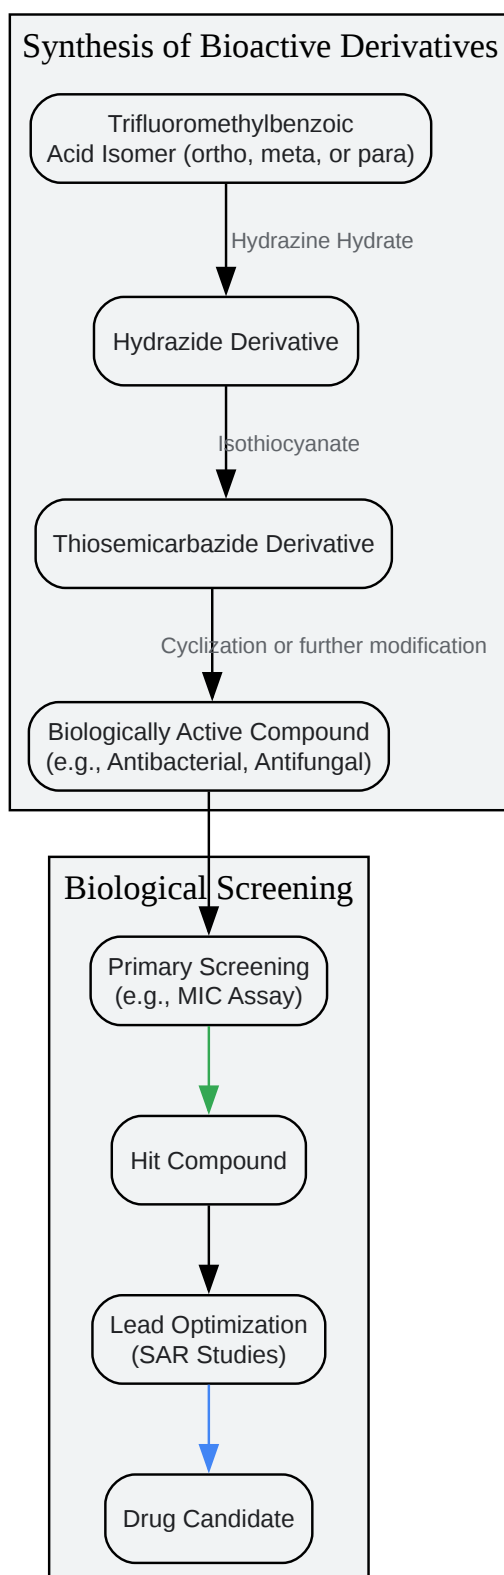 Synthesis of Bioactive Derivatives
Trifluoromethylbenzoic
Acid Isomer (ortho, meta, or para)
Hydrazine Hydrate
Hydrazide Derivative
Isothiocyanate
Thiosemicarbazide Derivative
Cyclization or further modification
Biologically Active Compound
(e.g., Antibacterial, Antifungal)
Biological Screening
Primary Screening
(e.g., MIC Assay)
Hit Compound
Lead Optimization
(SAR Studies)
Drug Candidate